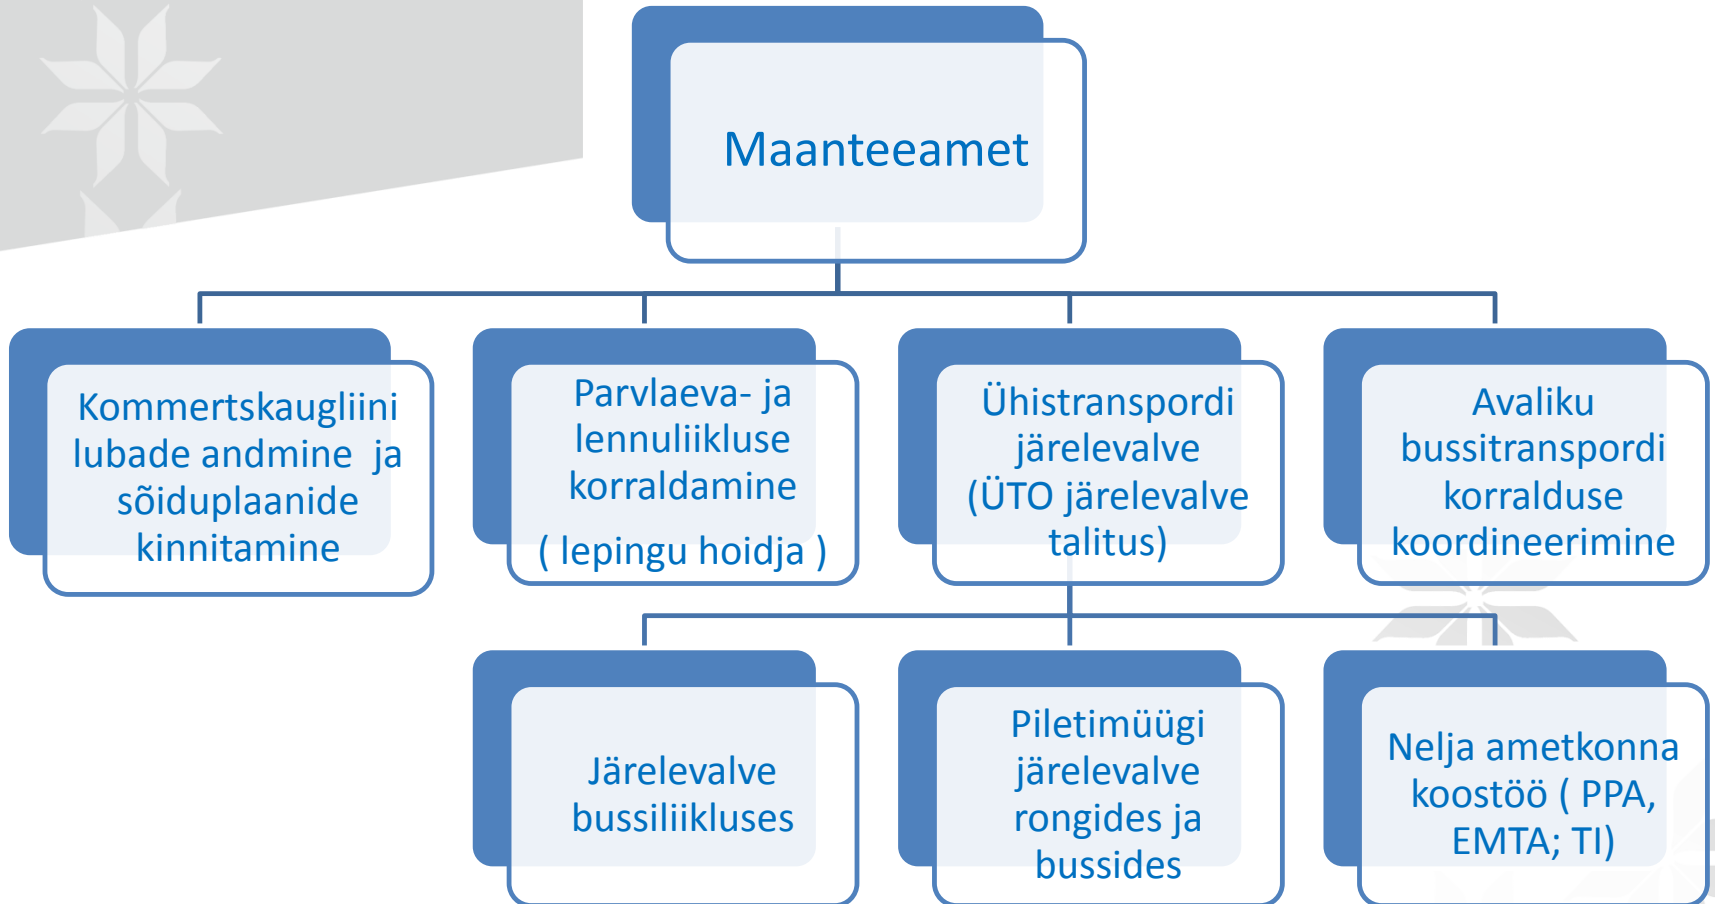 Maanteeamet
Kommertskaugliini
lubade andmine ja
sõiduplaanide
kinnitamine
Parvlaeva- ja
lennuliikluse
korraldamine
( lepingu hoidja )
Ühistranspordi
järelevalve
(ÜTO järelevalve
talitus)
Avaliku
bussitranspordi
korralduse
koordineerimine
Järelevalve
bussiliikluses
Piletimüügi
järelevalve
rongides ja
bussides
Nelja ametkonna
koostöö ( PPA,
EMTA; TI)